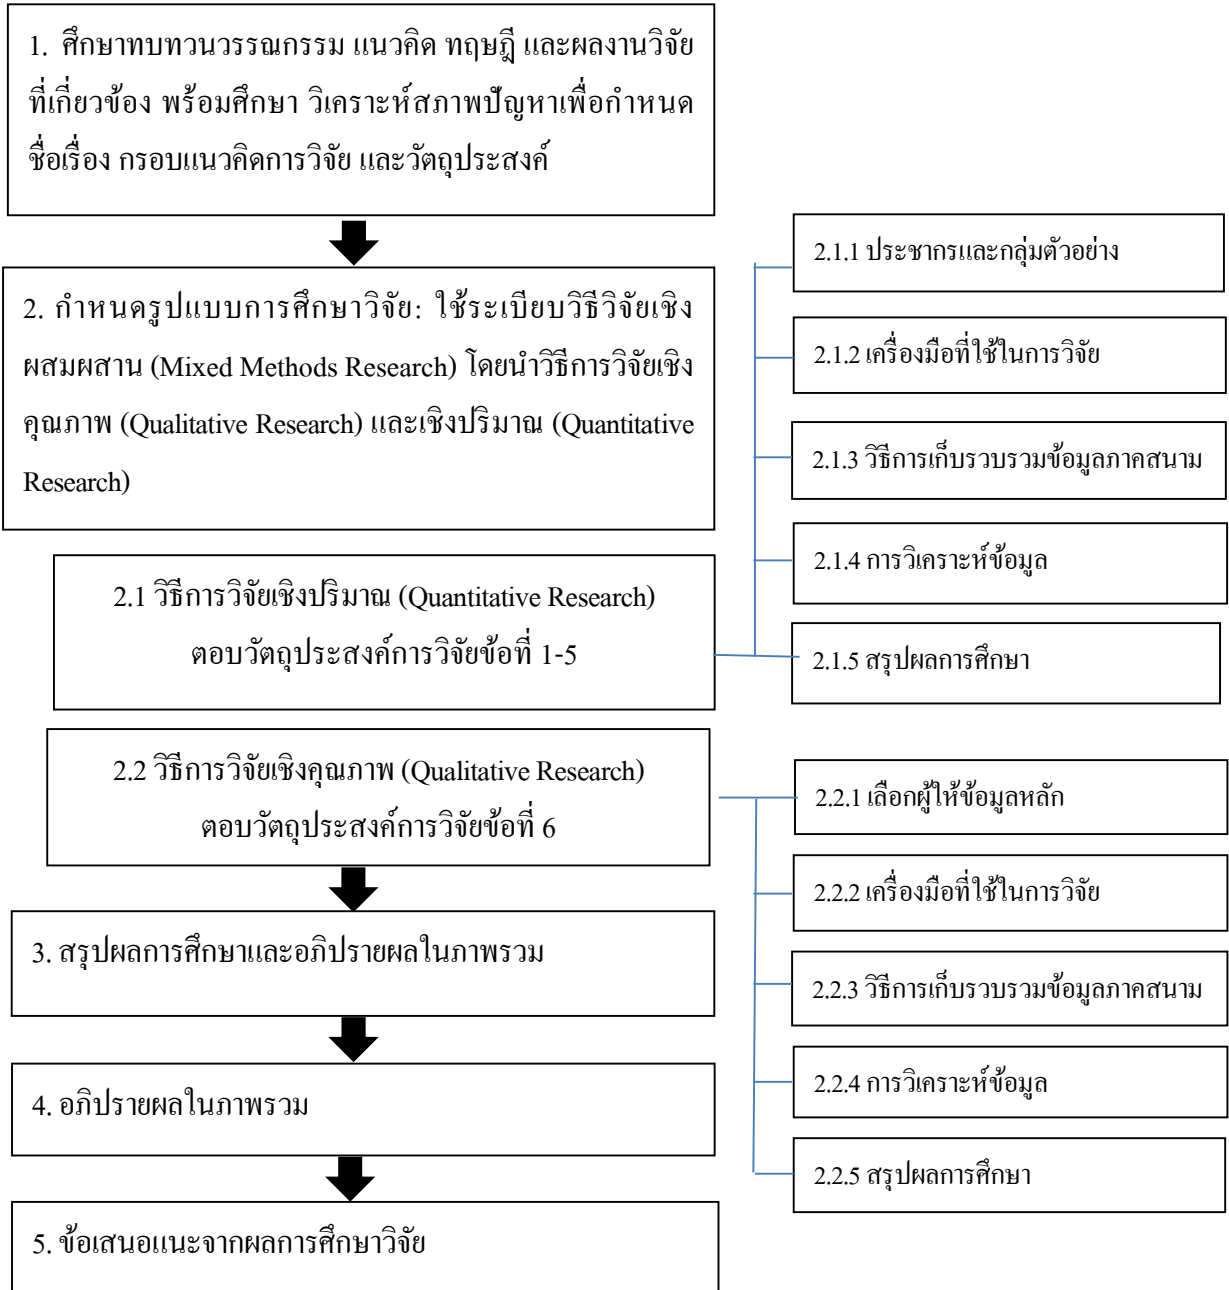 1. ศึกษาทบทวนวรรณกรรม แนวคิด ทฤษฎี และผลงานวิจัย
ที่เกี่ยวข้อง พร้อมศึกษา วิเคราะห์สภาพปัญหาเพื่อกำหนด
ชื่อเรื่อง กรอบแนวคิดการวิจัย และวัตถุประสงค์
2. กำหนดรูปแบบการศึกษาวิจัย: ใช้ระเบียบวิธีวิจัยเชิง
ผสมผสาน (Mixed Methods Research) โดยนำวิธีการวิจัยเชิง
คุณภาพ (Qualitative Research) และเชิงปริมาณ (Quantitative
Research)
2.1 วิธีการวิจัยเชิงปริมาณ (Quantitative Research)
ตอบวัตถุประสงค์การวิจัยข้อที่ 1-5
2.1.1 ประชากรและกลุ่มตัวอย่าง
2.1.2 เครื่องมือที่ใช้ในการวิจัย
2.1.3 วิธีการเก็บรวบรวมข้อมูลภาคสนาม
2.1.4 การวิเคราะห์ข้อมูล
2.1.5 สรุปผลการศึกษา
2.2 วิธีการวิจัยเชิงคุณภาพ (Qualitative Research)
ตอบวัตถุประสงค์การวิจัยข้อที่ 6
2.2.1 เลือกผู้ให้ข้อมูลหลัก
2.2.2 เครื่องมือที่ใช้ในการวิจัย
2.2.3 วิธีการเก็บรวบรวมข้อมูลภาคสนาม
2.2.4 การวิเคราะห์ข้อมูล
2.2.5 สรุปผลการศึกษา
3. สรุปผลการศึกษาและอภิปรายผลในภาพรวม
4. อภิปรายผลในภาพรวม
5. ข้อเสนอแนะจากผลการศึกษาวิจัย